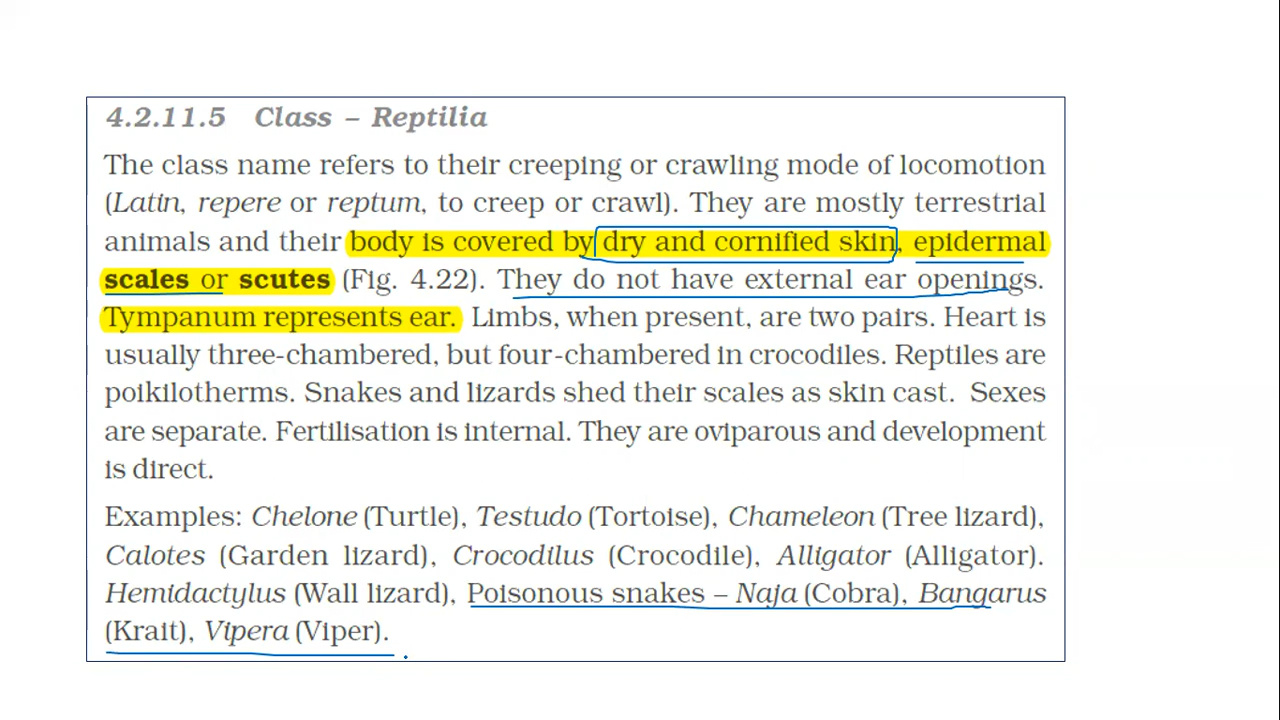 4.2.11.5 Class – Reptilia
The class name refers to their creeping or crawling mode of locomotion
(Latin, repere or reptum, to creep or crawl). They are mostly terrestrial
animals and their body is covered by dry and cornified skin, epidermal
scales or scutes (Fig. 4.22). They do not have external ear openings.
Tympanum represents ear. Limbs, when present, are two pairs. Heart is
usually three-chambered, but four-chambered in crocodiles. Reptiles are
poikilotherms. Snakes and lizards shed their scales as skin cast. Sexes
are separate. Fertilisation is internal. They are oviparous and development
is direct.
Examples: Chelone (Turtle), Testudo (Tortoise), Chameleon (Tree lizard),
Calotes (Garden lizard), Crocodilus (Crocodile), Alligator (Alligator).
Hemidactylus (Wall lizard), Poisonous snakes – Naja (Cobra), Bangarus
(Krait), Vipera (Viper).